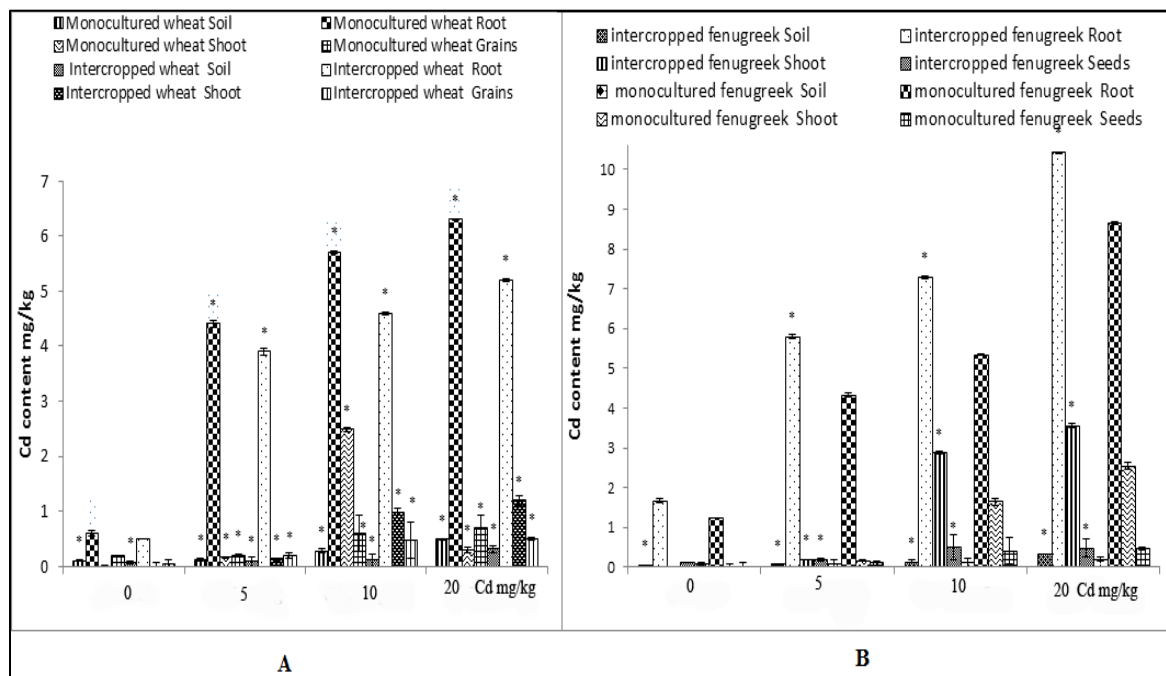 Monocultured wheat Soil Monocultured wheat Root
Monocultured wheat Shoot Monocultured wheat Grains
Intercropped wheat Soil Intercropped wheat Root
Intercropped wheat Shoot Intercropped wheat Grains
7
6
5
4
3
2
1
0
Cd content mg/kg
* * * * * * * * * * * * * * * * * * * * * * * *
0 5 10 20 Cd mg/kg
A
intercropped fenugreek Soil intercropped fenugreek Root
intercropped fenugreek Shoot intercropped fenugreek Seeds
monocultured fenugreek Soil monocultured fenugreek Root
monocultured fenugreek Shoot monocultured fenugreek Seeds
10
9
8
7
6
5
4
3
2
1
0
Cd content mg/kg
* * * * * * * * * * * * *
0 5 10 20 Cd mg/kg
B